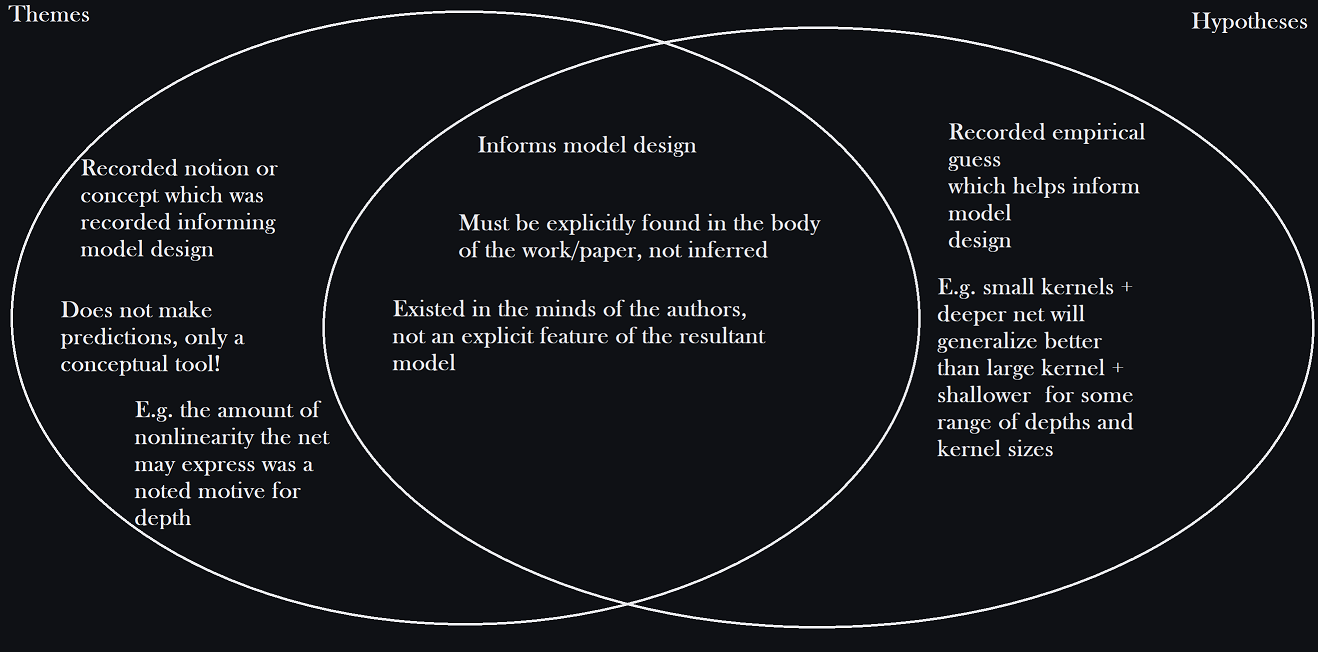 Themes
Hypotheses
Recorded notion or
concept which was
recorded informing
model design
Does not make
predictions, only a
conceptual tool!
E.g. the amount of
nonlinearity the net
may express was a
noted motive for
depth
Informs model design
Must be explicitly found in the body
of the work/paper, not inferred
Existed in the minds of the authors,
not an explicit feature of the resultant
model
Recorded empirical
guess
which helps inform
model
design
E.g. small kernels +
deeper net will
generalize better
than large kernel +
shallower for some
range of depths and
kernel sizes